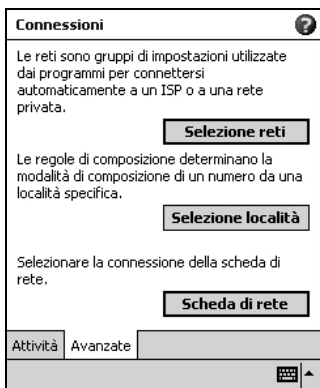 Connessioni
?
Le reti sono gruppi di impostazioni utilizzate
dai programmi per connettersi
automaticamente a un ISP o a una rete
privata.
Selezione reti
Le regole di composizione determinano la
modalità di composizione di un numero da una
località specifica.
Selezione località
Selezionare la connessione della scheda di
rete.
Scheda di rete
Attività Avanzate